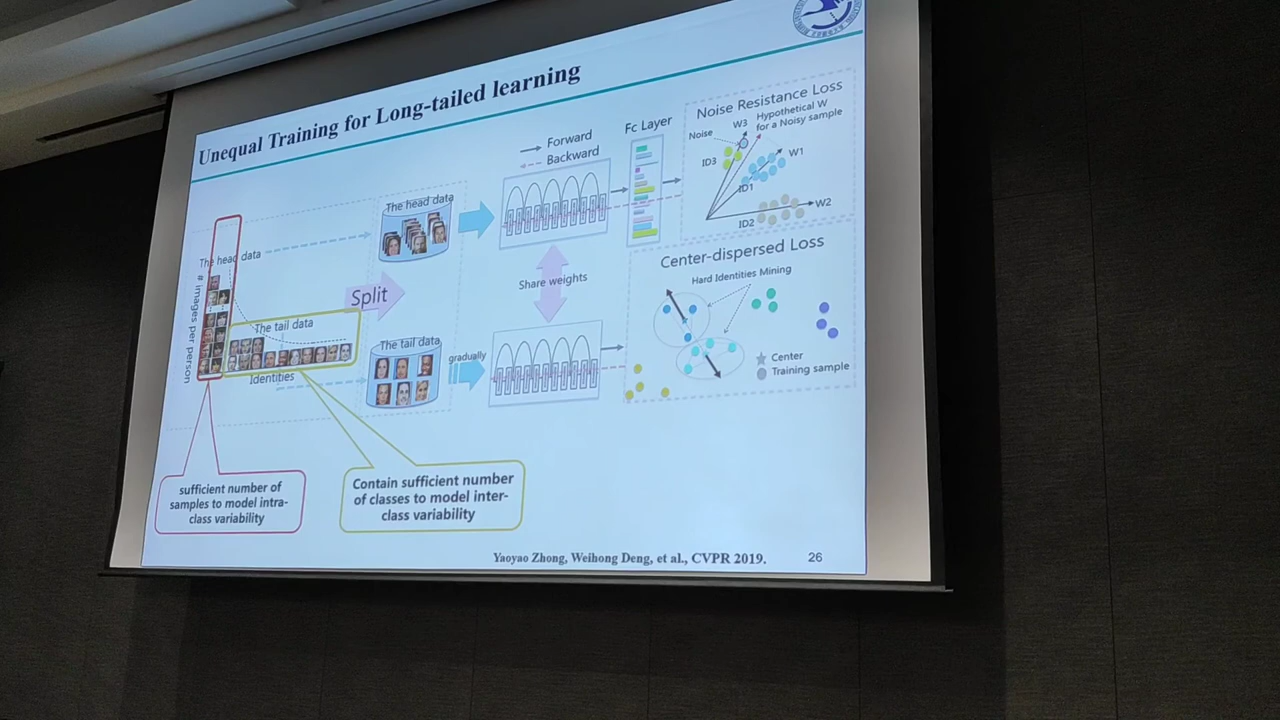 Unequal Training for Long-tailed learning
Forward
Backward
Fc Layer
Noise Resistance Loss
Noise
W3
Hypothetical W
for a Noisy sample
ID3
W1
ID1
W2
ID2
The head data
The head data
# images per person
Split
Share weights
The tail data
Identities
The tail data
gradually
Center-dispersed Loss
Hard Identities Mining
Center
Training sample
sufficient number of
samples to model intra-
class variability
Contain sufficient number
of classes to model inter-
class variability
Yaoyao Zhong, Weihong Deng, et al., CVPR 2019.
26